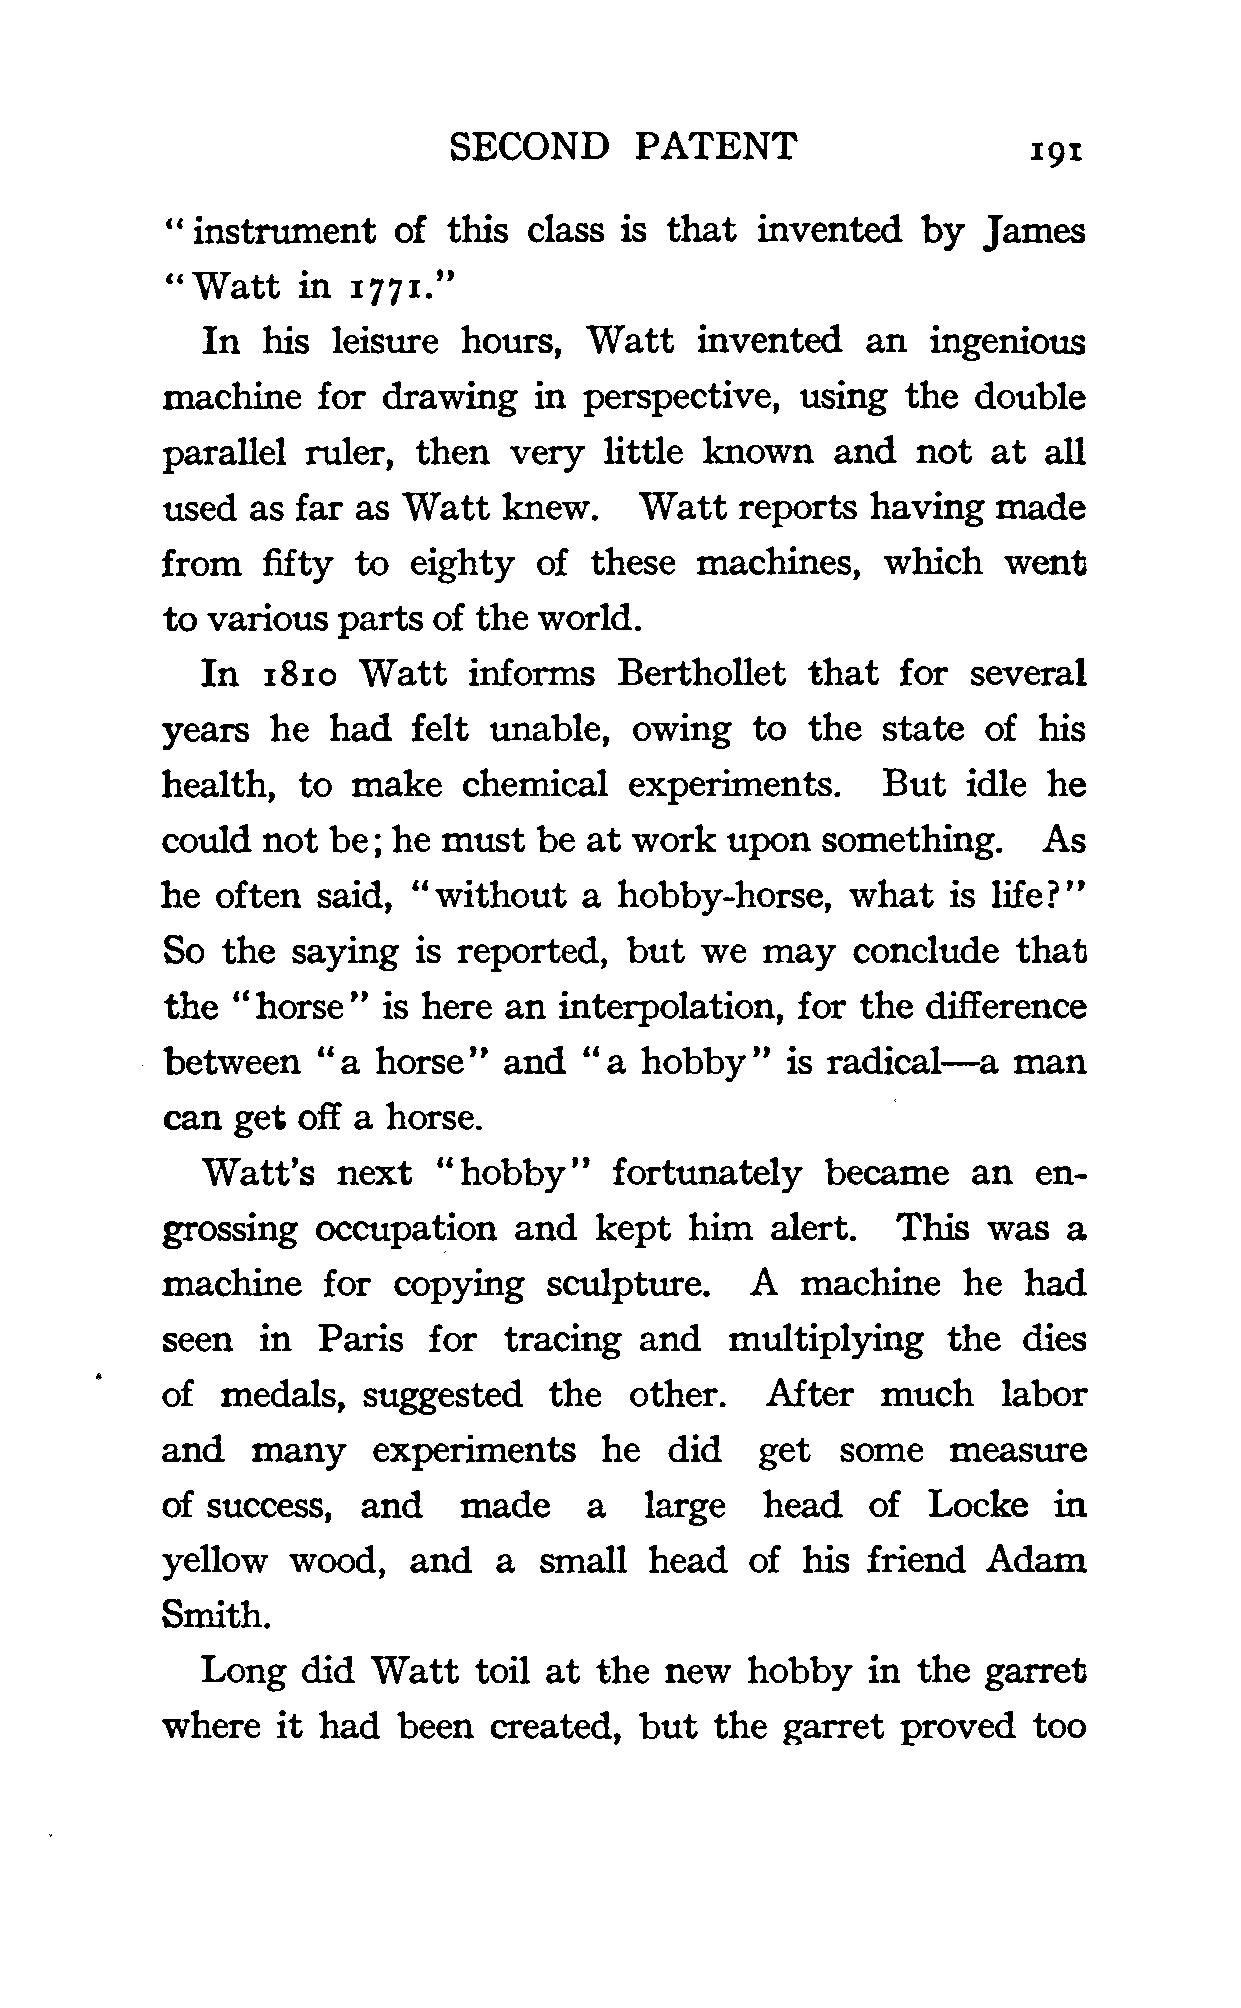 SECOND PATENT 191
"instrument of this class is that invented by James
"Watt in 1771."
In his leisure hours, Watt invented an ingenious
machine for drawing in perspective, using the double
parallel ruler, then very little known and not at all
used as far as Watt knew. Watt reports having made
from fifty to eighty of these machines, which went
to various parts of the world.
In 1810 Watt informs Berthollet that for several
years he had felt unable, owing to the state of his
health, to make chemical experiments. But idle he
could not be; he must be at work upon something. As
he often said, "without a hobby-horse, what is life?"
So the saying is reported, but we may conclude that
the "horse" is here an interpolation, for the difference
between "a horse" and "a hobby" is radical—a man
can get off a horse.
Watt's next "hobby" fortunately became an en-
grossing occupation and kept him alert. This was a
machine for copying sculpture. A machine he had
seen in Paris for tracing and multiplying the dies
of medals, suggested the other. After much labor
and many experiments he did get some measure
of success, and made a large head of Locke in
yellow wood, and a small head of his friend Adam
Smith.
Long did Watt toil at the new hobby in the garret
where it had been created, but the garret proved too